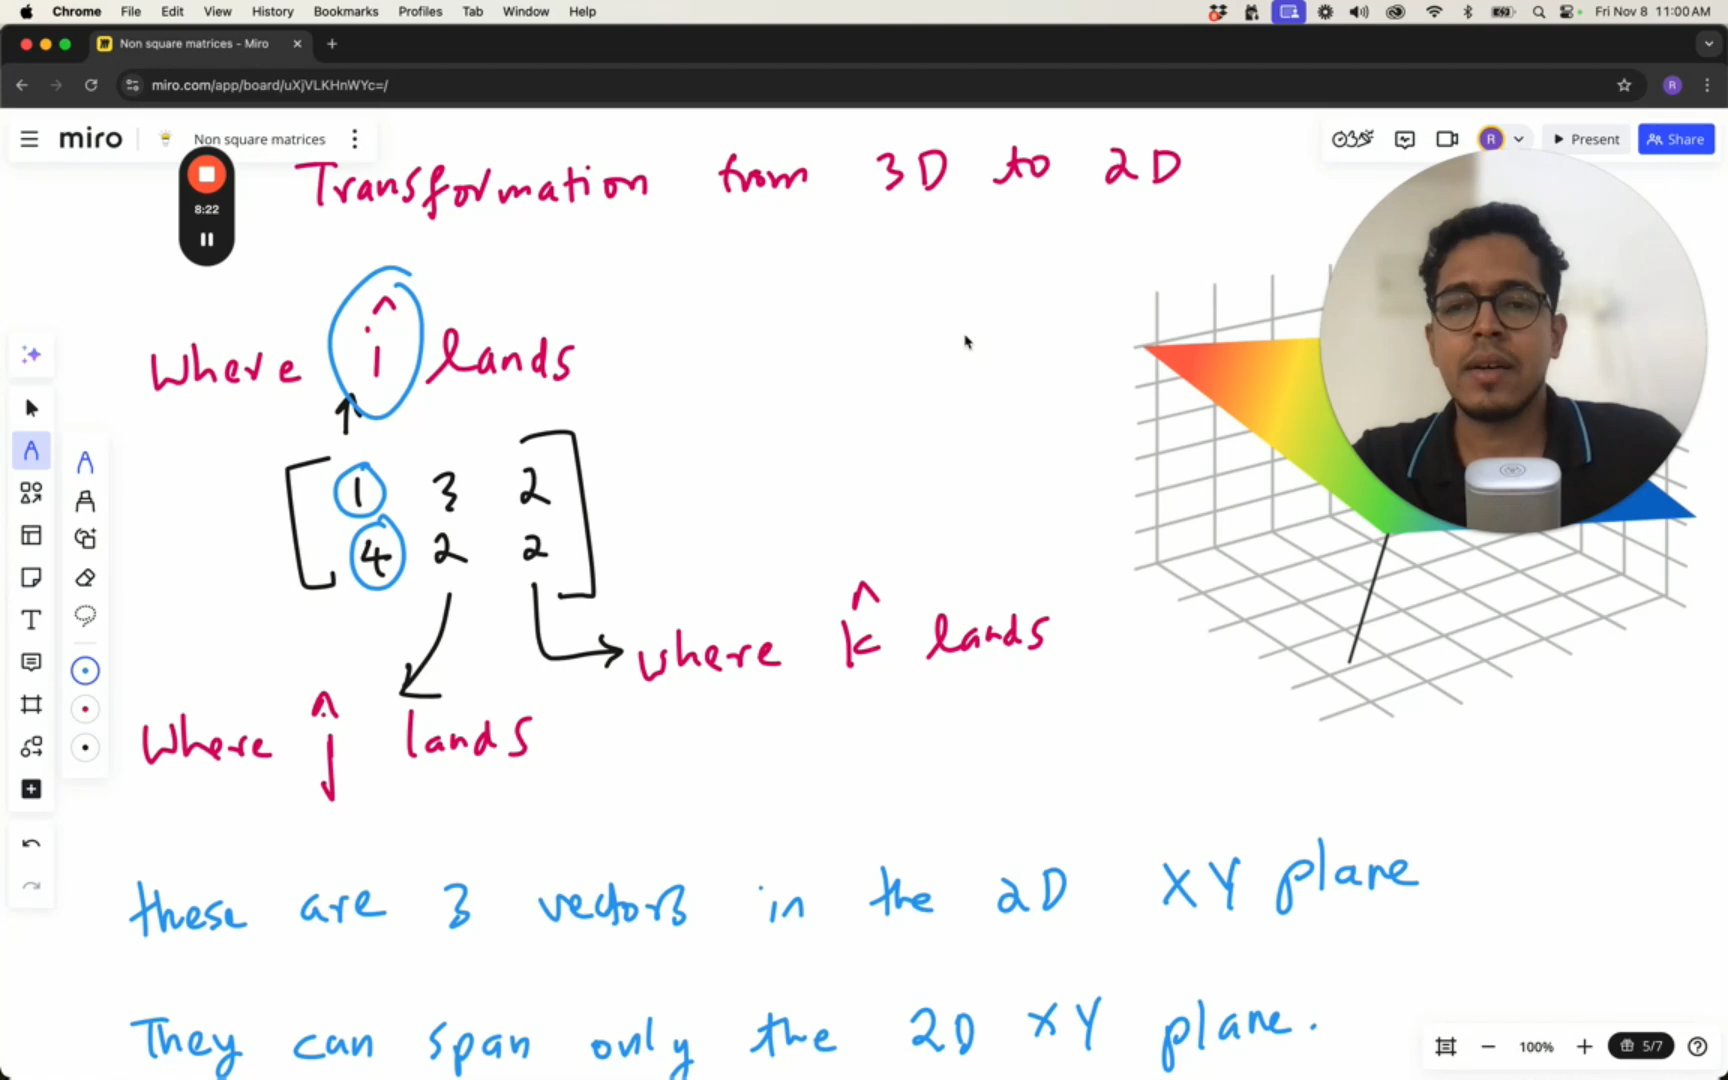 Chrome File Edit View History Bookmarks Profiles Tab Window Help Fri Nov 8 11:00 AM
Non square matrices - Miro
miro.com/app/board/uXjVLKHnWYc=/ R
miro Non square matrices R Present Share
8:22
Transformation from 3D to 2D
Where î lands
1 3 2
4 2 2
where k̂ lands
Where ĵ lands
these are 3 vectors in the 2D XY plane
They can span only the 2D XY plane.
100% 5/7